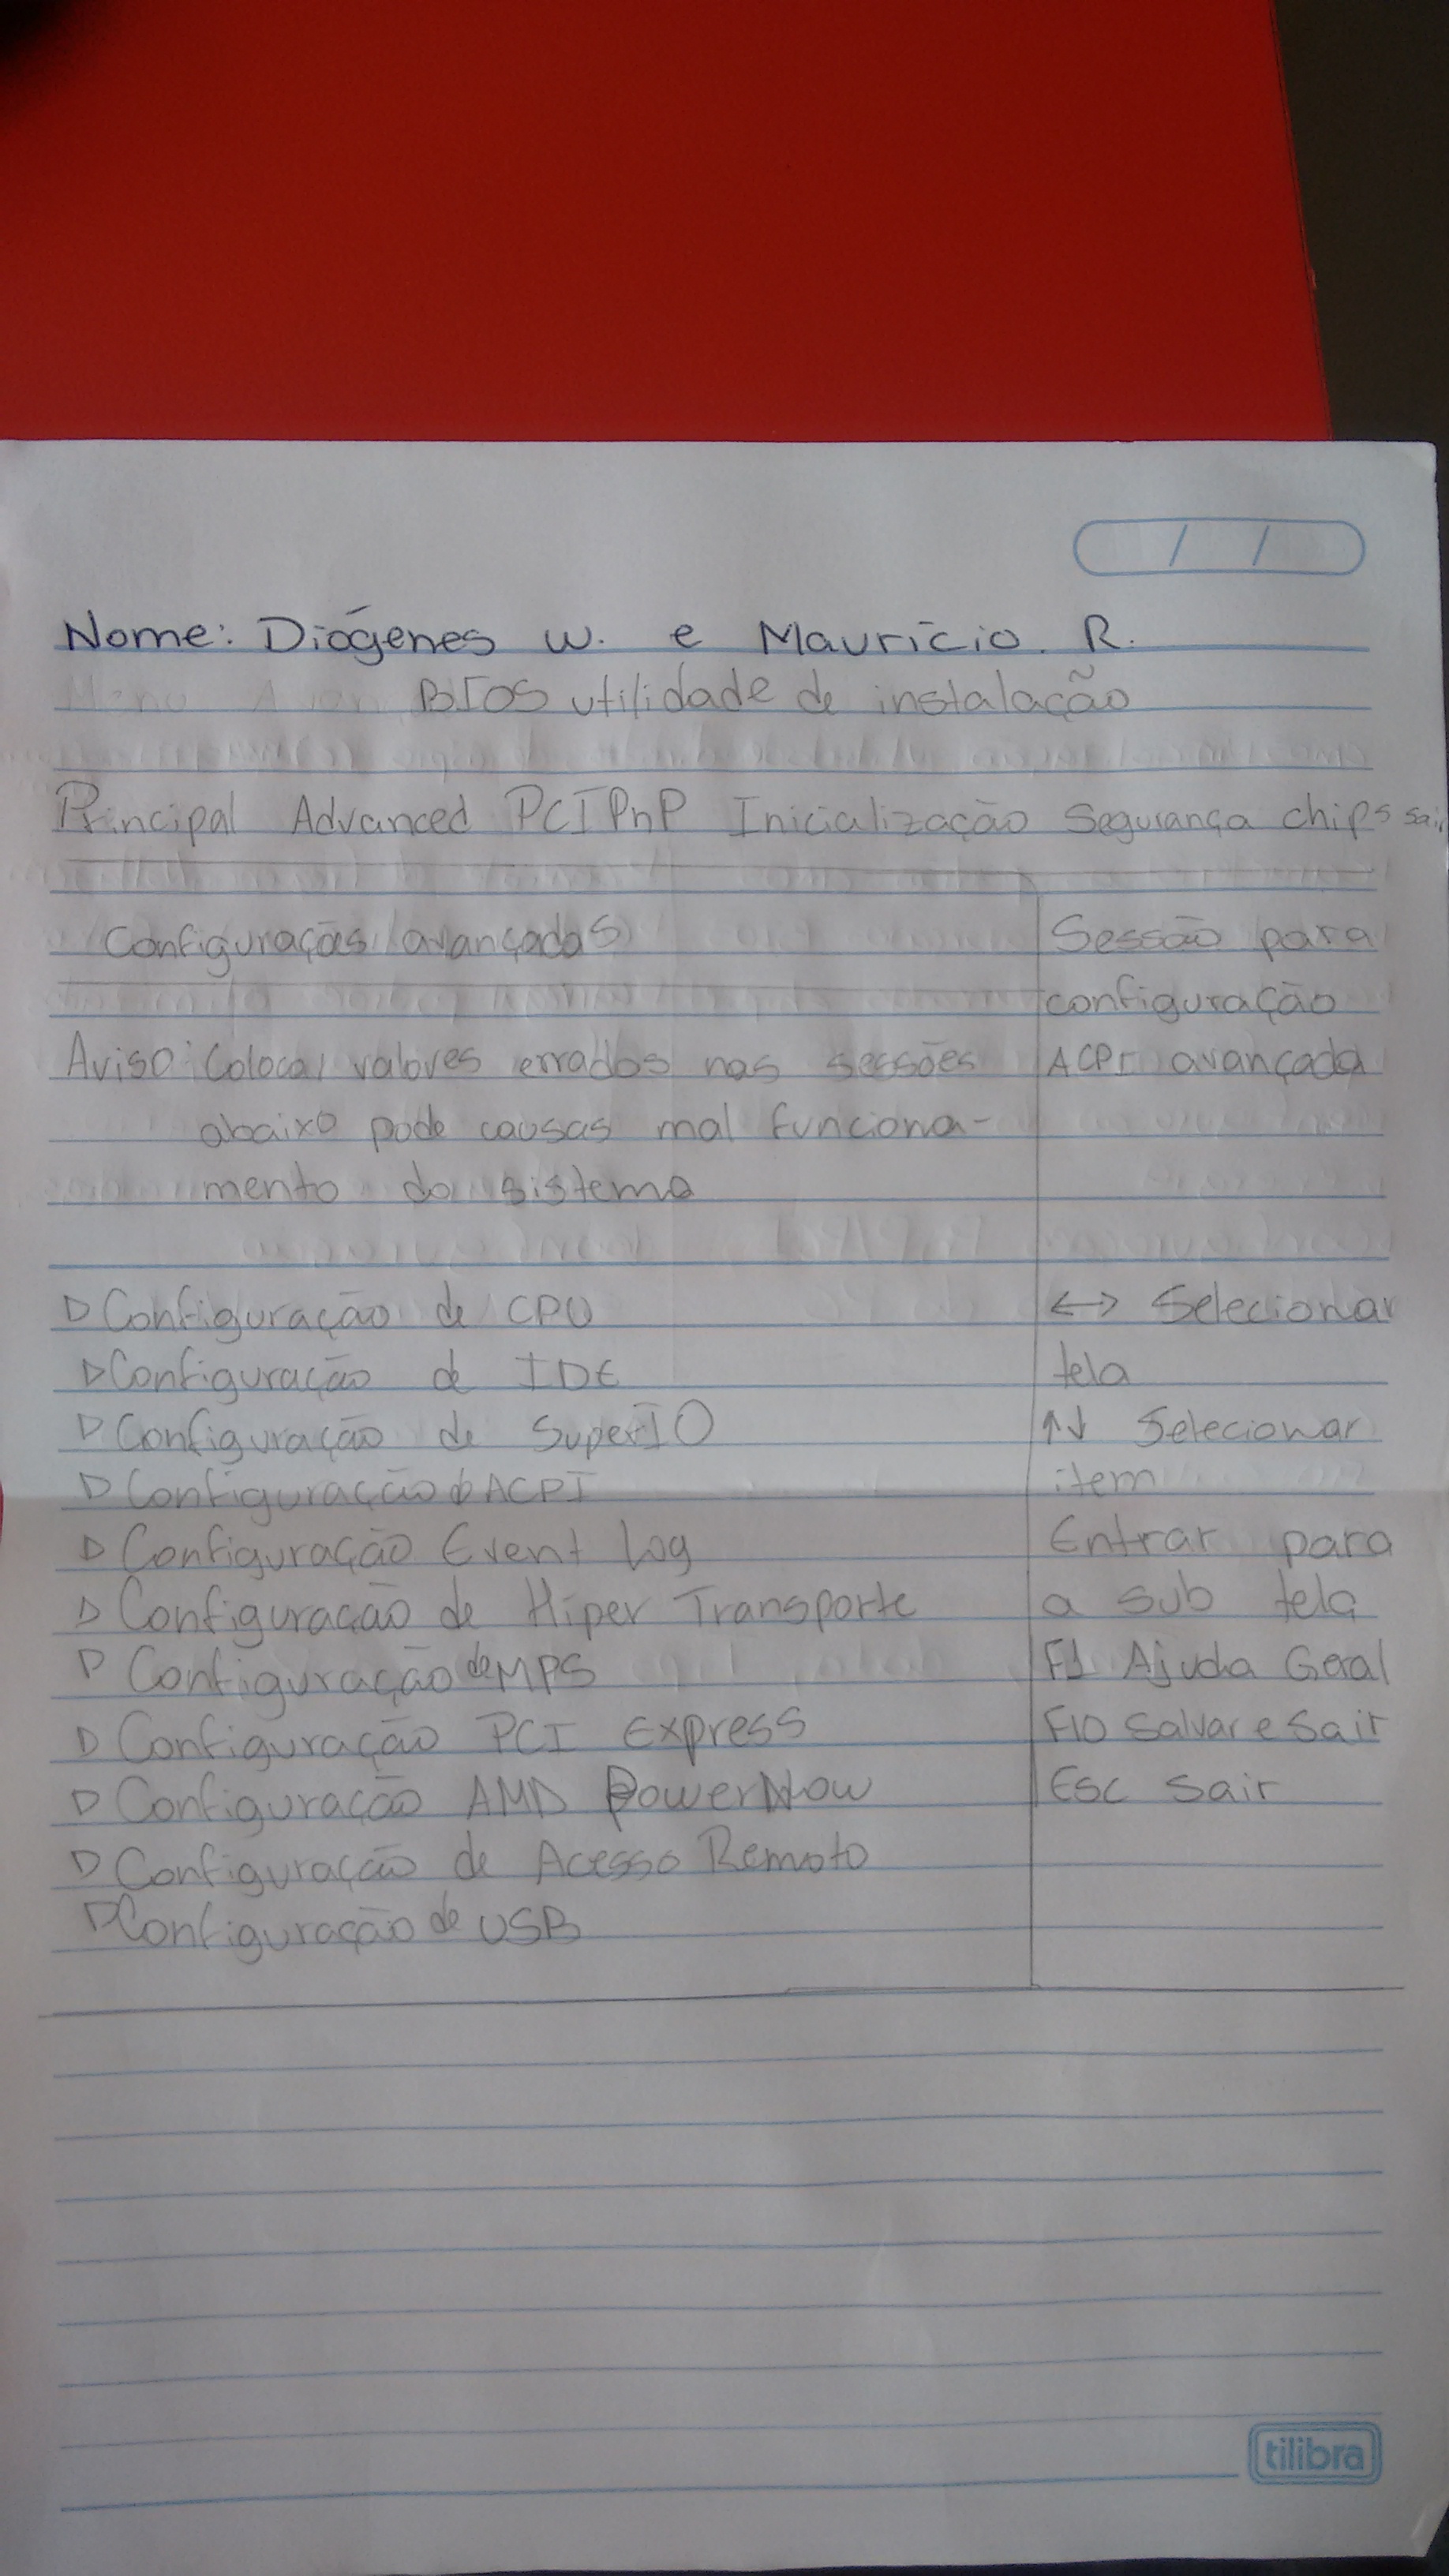 / /
Nome: Diógenes W. e Maurício. R.
BIOS utilidade de instalação
Principal Advanced PCIPnP Inicialização Segurança chips sair
Configurações avançadas
Aviso: Colocar valores errados nas sessões
abaixo pode causas mal funciona-
mento do sistema
▷ Configuração de CPU
▷ Configuração de IDE
▷ Configuração de SuperIO
▷ Configuração d ACPI
▷ Configuração Event Log
▷ Configuração de Hiper Transporte
▷ Configuração de MPS
▷ Configuração PCI Express
▷ Configuração AMD PowerNow
▷ Configuração de Acesso Remoto
▷ Configuração de USB
Sessão para
configuração
ACPI avançada
↔ Selecionar
tela
↑↓ Selecionar
item
Entrar para
a sub tela
F1 Ajuda Geral
F10 Salvar e Sair
Esc Sair
tilibra